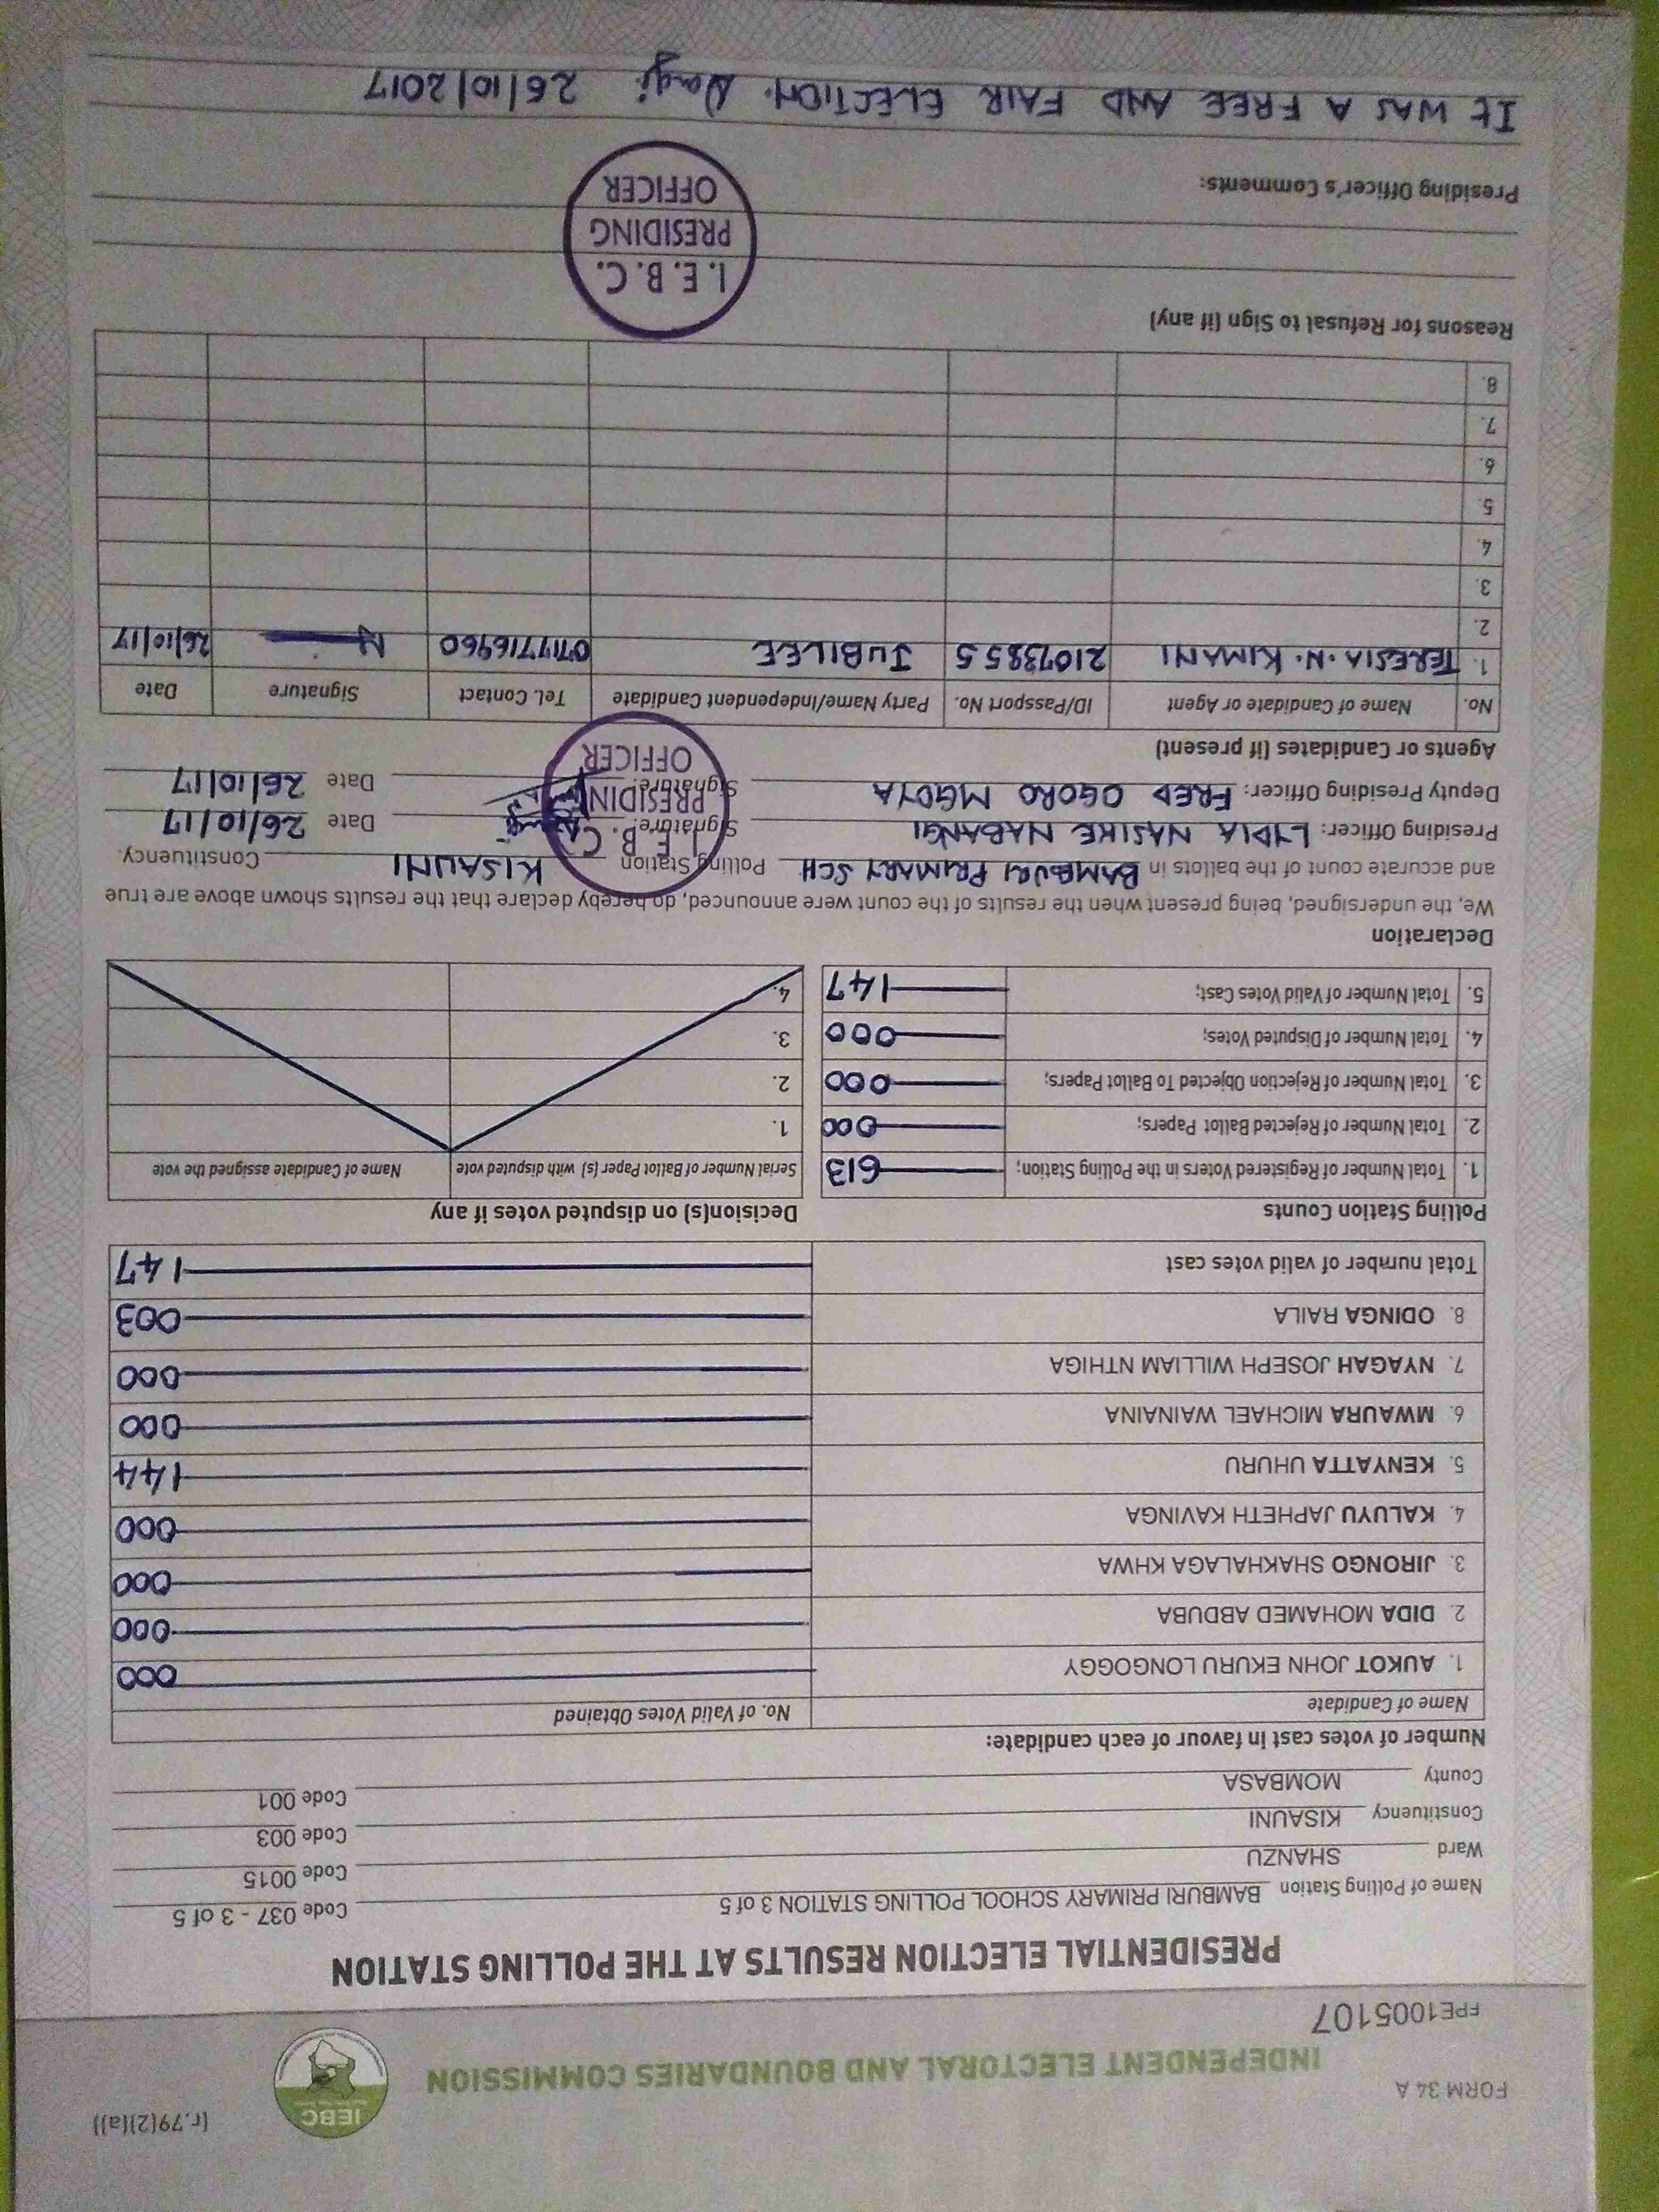 FORM 34 A
(r.79(2)(a))
IEBC
INDEPENDENT ELECTORAL AND BOUNDARIES COMMISSION
FPE1005107
PRESIDENTIAL ELECTION RESULTS AT THE POLLING STATION
Name of Polling Station BAMBURI PRIMARY SCHOOL POLLING STATION 3 of 5 Code 037 - 3 of 5
Ward SHANZU Code 0015
Constituency KISAUNI Code 003
County MOMBASA Code 001
Number of votes cast in favour of each candidate:
Name of Candidate No. of Valid Votes Obtained
1. AUKOT JOHN EKURU LONGOGGY 000
2. DIDA MOHAMED ABDUBA 000
3. JIRONGO SHAKHALAGA KHWA 000
4. KALUYU JAPHETH KAVINGA 000
5. KENYATTA UHURU 144
6. MWAURA MICHAEL WAINAINA 000
7. NYAGAH JOSEPH WILLIAM NTHIGA 000
8. ODINGA RAILA 003
Total number of valid votes cast 147
Polling Station Counts
1. Total Number of Registered Voters in the Polling Station; 613
2. Total Number of Rejected Ballot Papers; 000
3. Total Number of Rejection Objected To Ballot Papers; 000
4. Total Number of Disputed Votes; 000
5. Total Number of Valid Votes Cast; 147
Decision(s) on disputed votes if any
Serial Number of Ballot Paper (s) with disputed vote Name of Candidate assigned the vote
1.
2.
3.
4.
Declaration
We, the undersigned, being present when the results of the count were announced, do hereby declare that the results shown above are true
and accurate count of the ballots in BAMBURI PRIMARY SCH Polling Station KISAUNI Constituency.
Presiding Officer: LYDIA NASIKE NABANGI Signature: Date 26/10/17
Deputy Presiding Officer: FRED OGORO MGOYA Signature: Date 26/10/17
I. E. B. C.
PRESIDING
OFFICER
Agents or Candidates (if present)
No. Name of Candidate or Agent ID/Passport No. Party Name/Independent Candidate Tel. Contact Signature Date
1. TERESIA . N . KIMANI 21073855 JUBILEE 0717716960 26/10/17
2.
3.
4.
5.
6.
7.
8.
Reasons for Refusal to Sign (if any)
I. E. B. C.
PRESIDING
OFFICER
Presiding Officer's Comments:
It WAS A FREE AND FAIR ELECTION. 26/10/2017